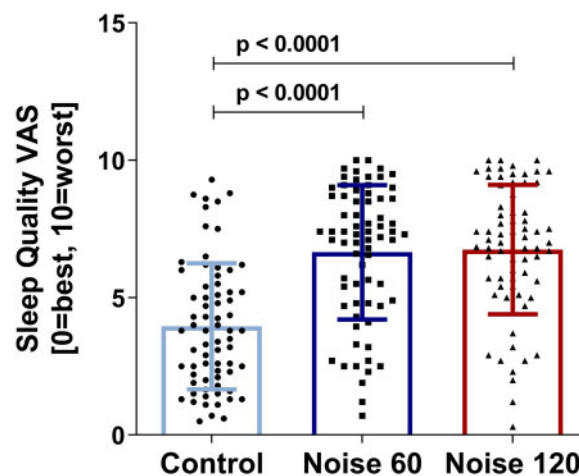 15
p < 0.0001
p < 0.0001
10
5
0
Sleep Quality VAS
[0=best, 10=worst]
Control Noise 60 Noise 120